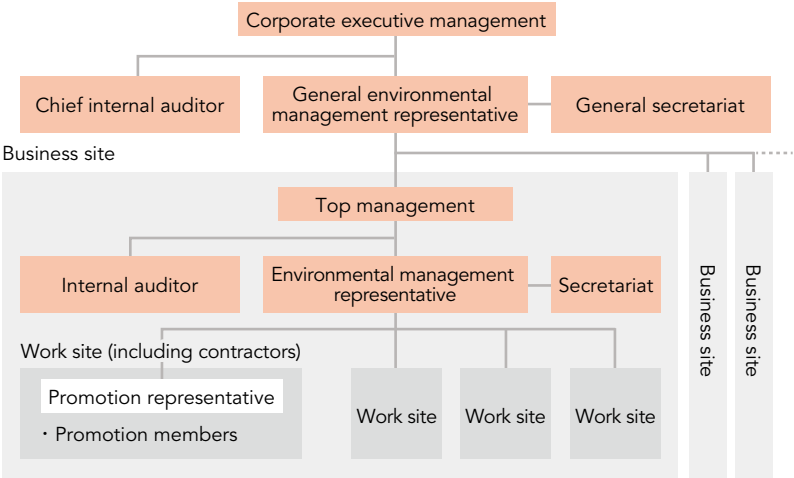 Corporate executive management
Chief internal auditor
General environmental
management representative
General secretariat
Business site
Top management
Internal auditor
Environmental management
representative
Secretariat
Work site (including contractors)
Promotion representative
・Promotion members
Work site
Work site
Work site
Business site
Business site